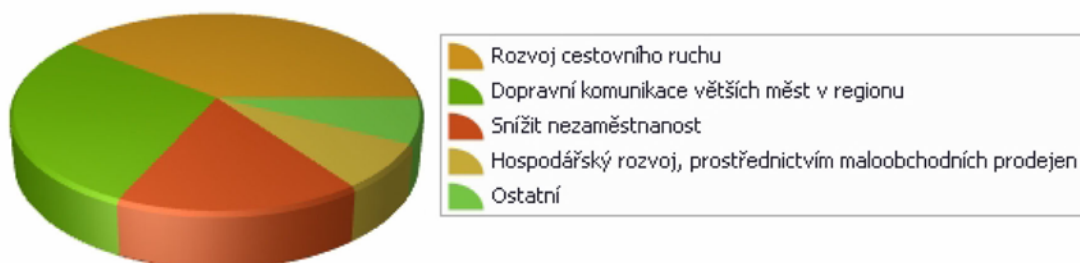 Rozvoj cestovního ruchu
Dopravní komunikace větších měst v regionu
Snížit nezaměstnanost
Hospodářský rozvoj, prostřednictvím maloobchodních prodejen
Ostatní